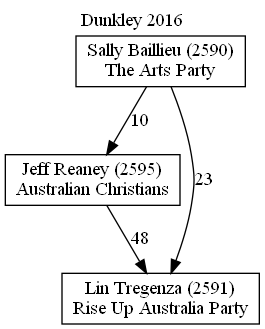 Dunkley 2016
Sally Baillieu (2590)
The Arts Party
10
Jeff Reaney (2595)
Australian Christians
23
48
Lin Tregenza (2591)
Rise Up Australia Party